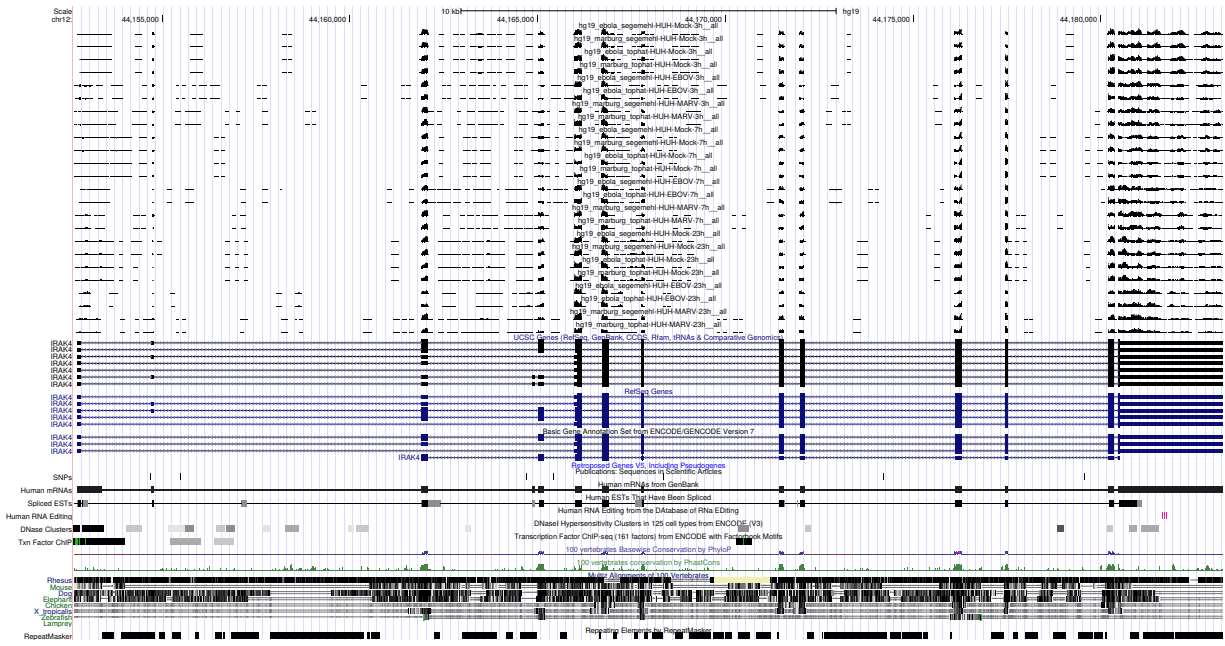 Scale 10 kb hg19
chr12: 44,155,000 44,160,000 44,165,000 44,170,000 44,175,000 44,180,000
hg19_ebola_segemehl-HUH-Mock-3h__all
hg19_marburg_segemehl-HUH-Mock-3h__all
hg19_ebola_tophat-HUH-Mock-3h__all
hg19_marburg_tophat-HUH-Mock-3h__all
hg19_ebola_segemehl-HUH-EBOV-3h__all
hg19_ebola_tophat-HUH-EBOV-3h__all
hg19_marburg_segemehl-HUH-MARV-3h__all
hg19_marburg_tophat-HUH-MARV-3h__all
hg19_ebola_segemehl-HUH-Mock-7h__all
hg19_marburg_segemehl-HUH-Mock-7h__all
hg19_ebola_tophat-HUH-Mock-7h__all
hg19_marburg_tophat-HUH-Mock-7h__all
hg19_ebola_segemehl-HUH-EBOV-7h__all
hg19_ebola_tophat-HUH-EBOV-7h__all
hg19_marburg_segemehl-HUH-MARV-7h__all
hg19_marburg_tophat-HUH-MARV-7h__all
hg19_ebola_segemehl-HUH-Mock-23h__all
hg19_marburg_segemehl-HUH-Mock-23h__all
hg19_ebola_tophat-HUH-Mock-23h__all
hg19_marburg_tophat-HUH-Mock-23h__all
hg19_ebola_segemehl-HUH-EBOV-23h__all
hg19_ebola_tophat-HUH-EBOV-23h__all
hg19_marburg_segemehl-HUH-MARV-23h__all
hg19_marburg_tophat-HUH-MARV-23h__all
UCSC Genes (RefSeq, GenBank, CCDS, Rfam, tRNAs & Comparative Genomics)
IRAK4
IRAK4
IRAK4
IRAK4
IRAK4
IRAK4
IRAK4
RefSeq Genes
IRAK4
IRAK4
IRAK4
IRAK4
IRAK4
Basic Gene Annotation Set from ENCODE/GENCODE Version 7
IRAK4
IRAK4
IRAK4
IRAK4
Retroposed Genes V5, Including Pseudogenes
Publications: Sequences in Scientific Articles
SNPs
Human mRNAs from GenBank
Human mRNAs
Human ESTs That Have Been Spliced
Spliced ESTs
Human RNA Editing from the DAtabase of RNa EDiting
Human RNA Editing
DNaseI Hypersensitivity Clusters in 125 cell types from ENCODE (V3)
DNase Clusters
Transcription Factor ChIP-seq (161 factors) from ENCODE with Factorbook Motifs
Txn Factor ChIP
100 vertebrates Basewise Conservation by PhyloP
100 vertebrates conservation by PhastCons
Multiz Alignments of 100 Vertebrates
Rhesus
Mouse
Dog
Elephant
Chicken
X_tropicalis
Zebrafish
Lamprey
Repeating Elements by RepeatMasker
RepeatMasker